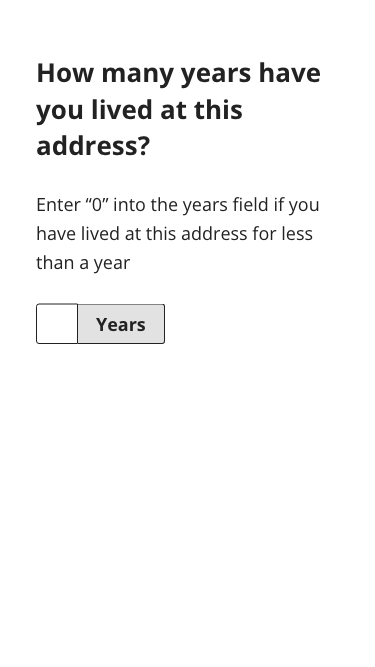 How many years have
you lived at this
address?
Enter “0” into the years field if you
have lived at this address for less
than a year
Years